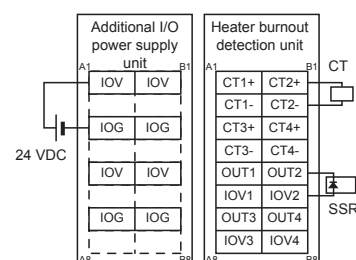 Additional I/O
power supply
unit
A1 B1
IOV IOV
IOG IOG
24 VDC
IOV IOV
IOG IOG
A8 B8
Heater burnout
detection unit
A1 B1
CT
CT1+ CT2+
CT1- CT2-
CT3+ CT4+
CT3- CT4-
OUT1 OUT2
IOV1 IOV2
SSR
OUT3 OUT4
IOV3 IOV4
A8 B8